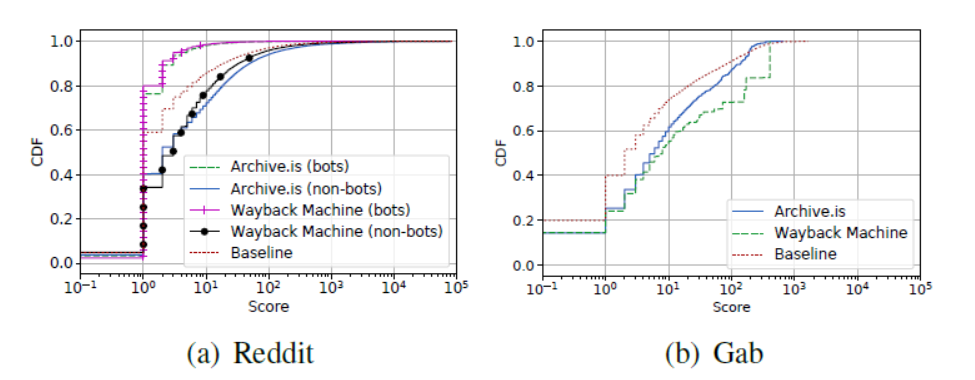 1.0
0.8
0.6
0.4
0.2
0.0
CDF
Archive.is (bots)
Archive.is (non-bots)
Wayback Machine (bots)
Wayback Machine (non-bots)
Baseline
10⁻¹ 10⁰ 10¹ 10² 10³ 10⁴ 10⁵
Score
(a) Reddit
1.0
0.8
0.6
0.4
0.2
0.0
CDF
Archive.is
Wayback Machine
Baseline
10⁻¹ 10⁰ 10¹ 10² 10³ 10⁴ 10⁵
Score
(b) Gab